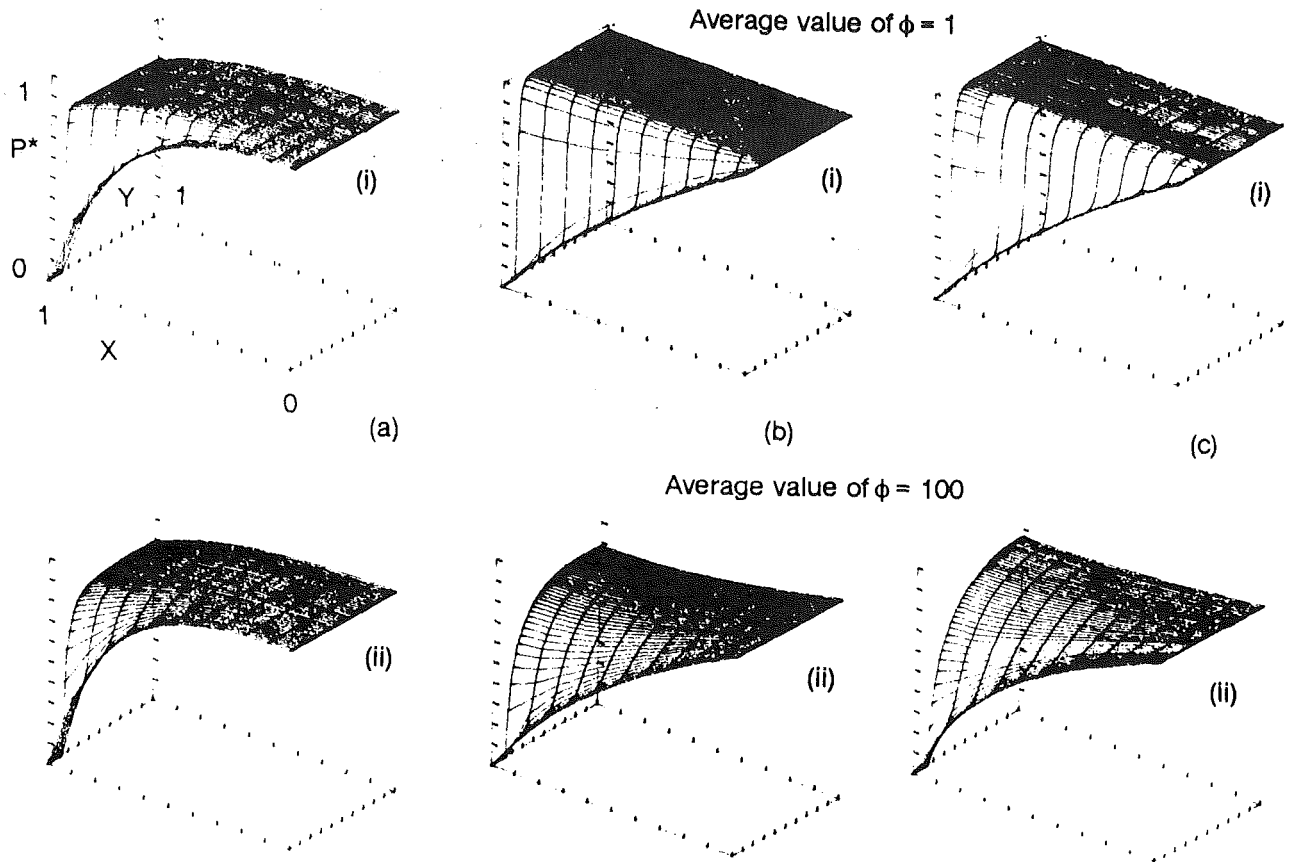 Average value of ϕ = 1
1
P*
0
Y
1
1
X
0
(i)
(i)
(i)
(a)
(b)
(c)
Average value of ϕ = 100
(ii)
(ii)
(ii)